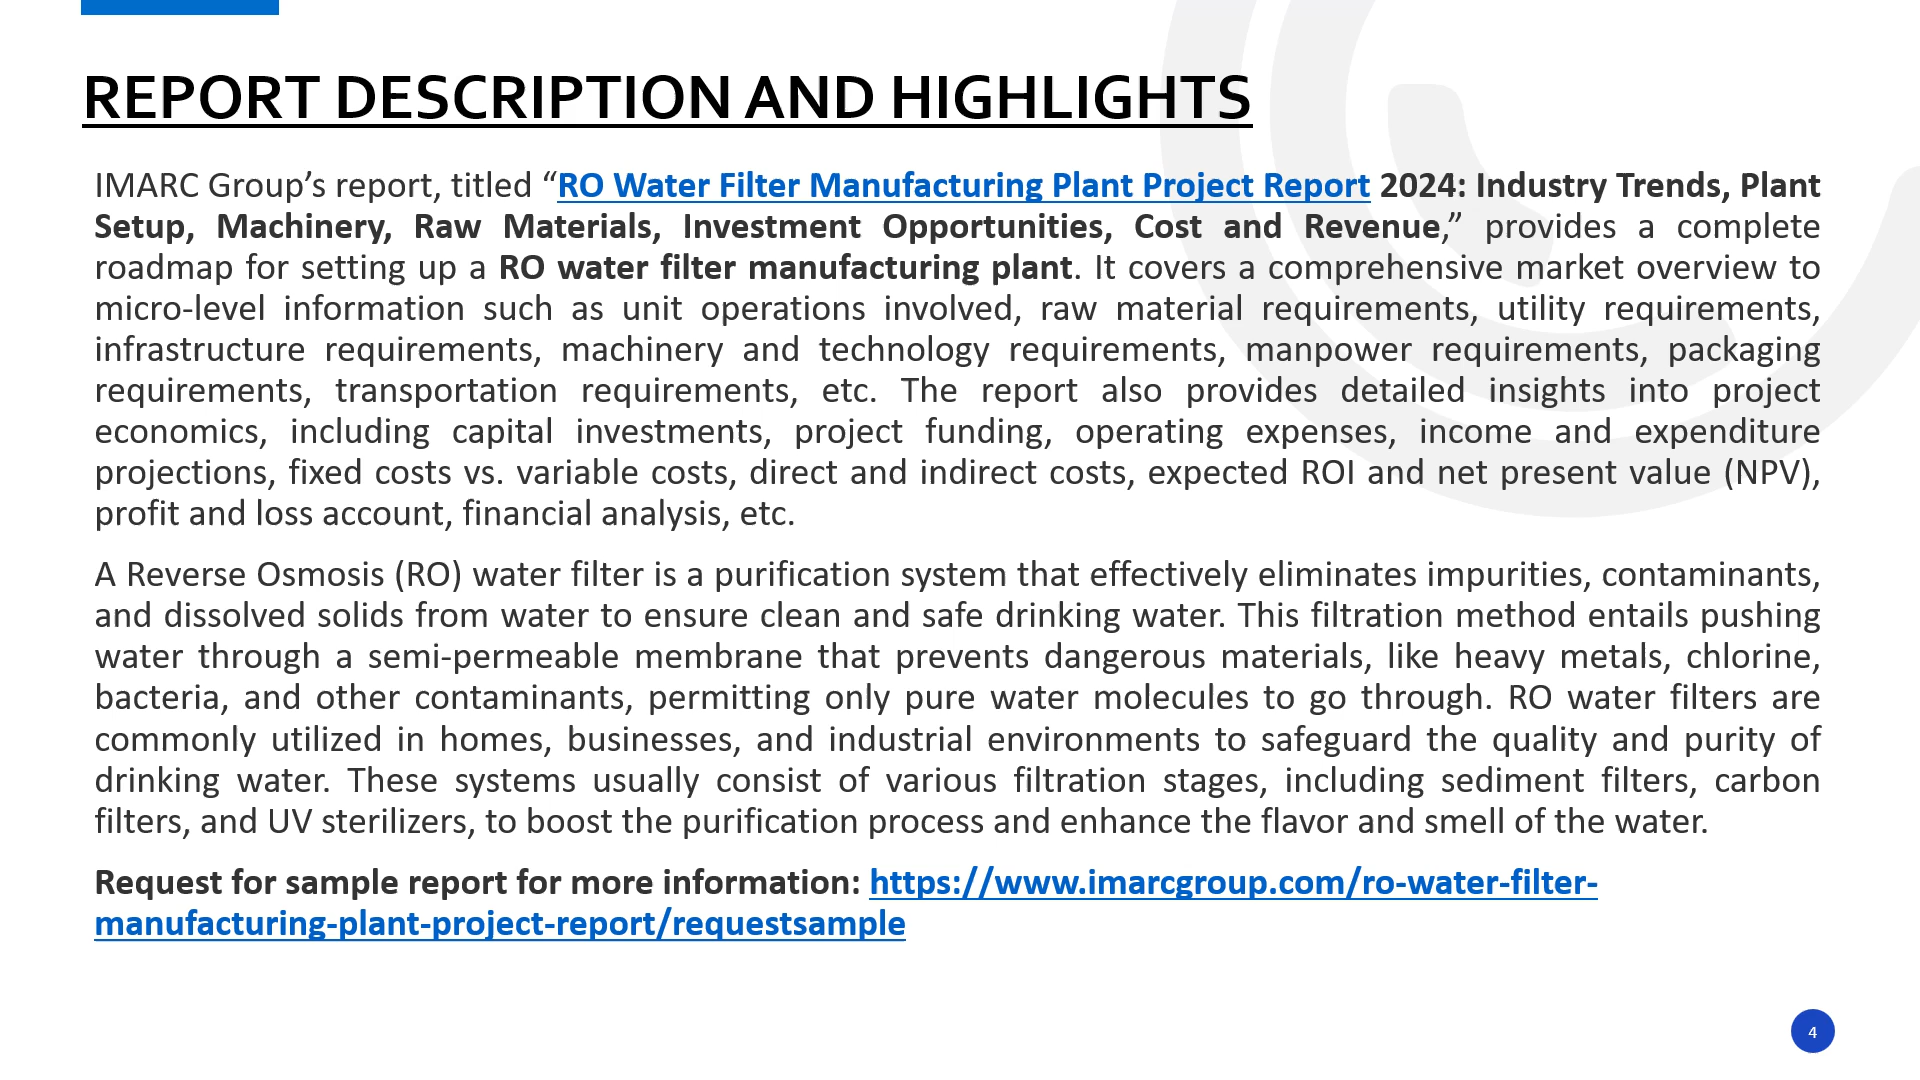 REPORT DESCRIPTION AND HIGHLIGHTS
IMARC Group’s report, titled “RO Water Filter Manufacturing Plant Project Report 2024: Industry Trends, Plant
Setup, Machinery, Raw Materials, Investment Opportunities, Cost and Revenue,” provides a complete
roadmap for setting up a RO water filter manufacturing plant. It covers a comprehensive market overview to
micro-level information such as unit operations involved, raw material requirements, utility requirements,
infrastructure requirements, machinery and technology requirements, manpower requirements, packaging
requirements, transportation requirements, etc. The report also provides detailed insights into project
economics, including capital investments, project funding, operating expenses, income and expenditure
projections, fixed costs vs. variable costs, direct and indirect costs, expected ROI and net present value (NPV),
profit and loss account, financial analysis, etc.
A Reverse Osmosis (RO) water filter is a purification system that effectively eliminates impurities, contaminants,
and dissolved solids from water to ensure clean and safe drinking water. This filtration method entails pushing
water through a semi-permeable membrane that prevents dangerous materials, like heavy metals, chlorine,
bacteria, and other contaminants, permitting only pure water molecules to go through. RO water filters are
commonly utilized in homes, businesses, and industrial environments to safeguard the quality and purity of
drinking water. These systems usually consist of various filtration stages, including sediment filters, carbon
filters, and UV sterilizers, to boost the purification process and enhance the flavor and smell of the water.
Request for sample report for more information: https://www.imarcgroup.com/ro-water-filter-
manufacturing-plant-project-report/requestsample
4